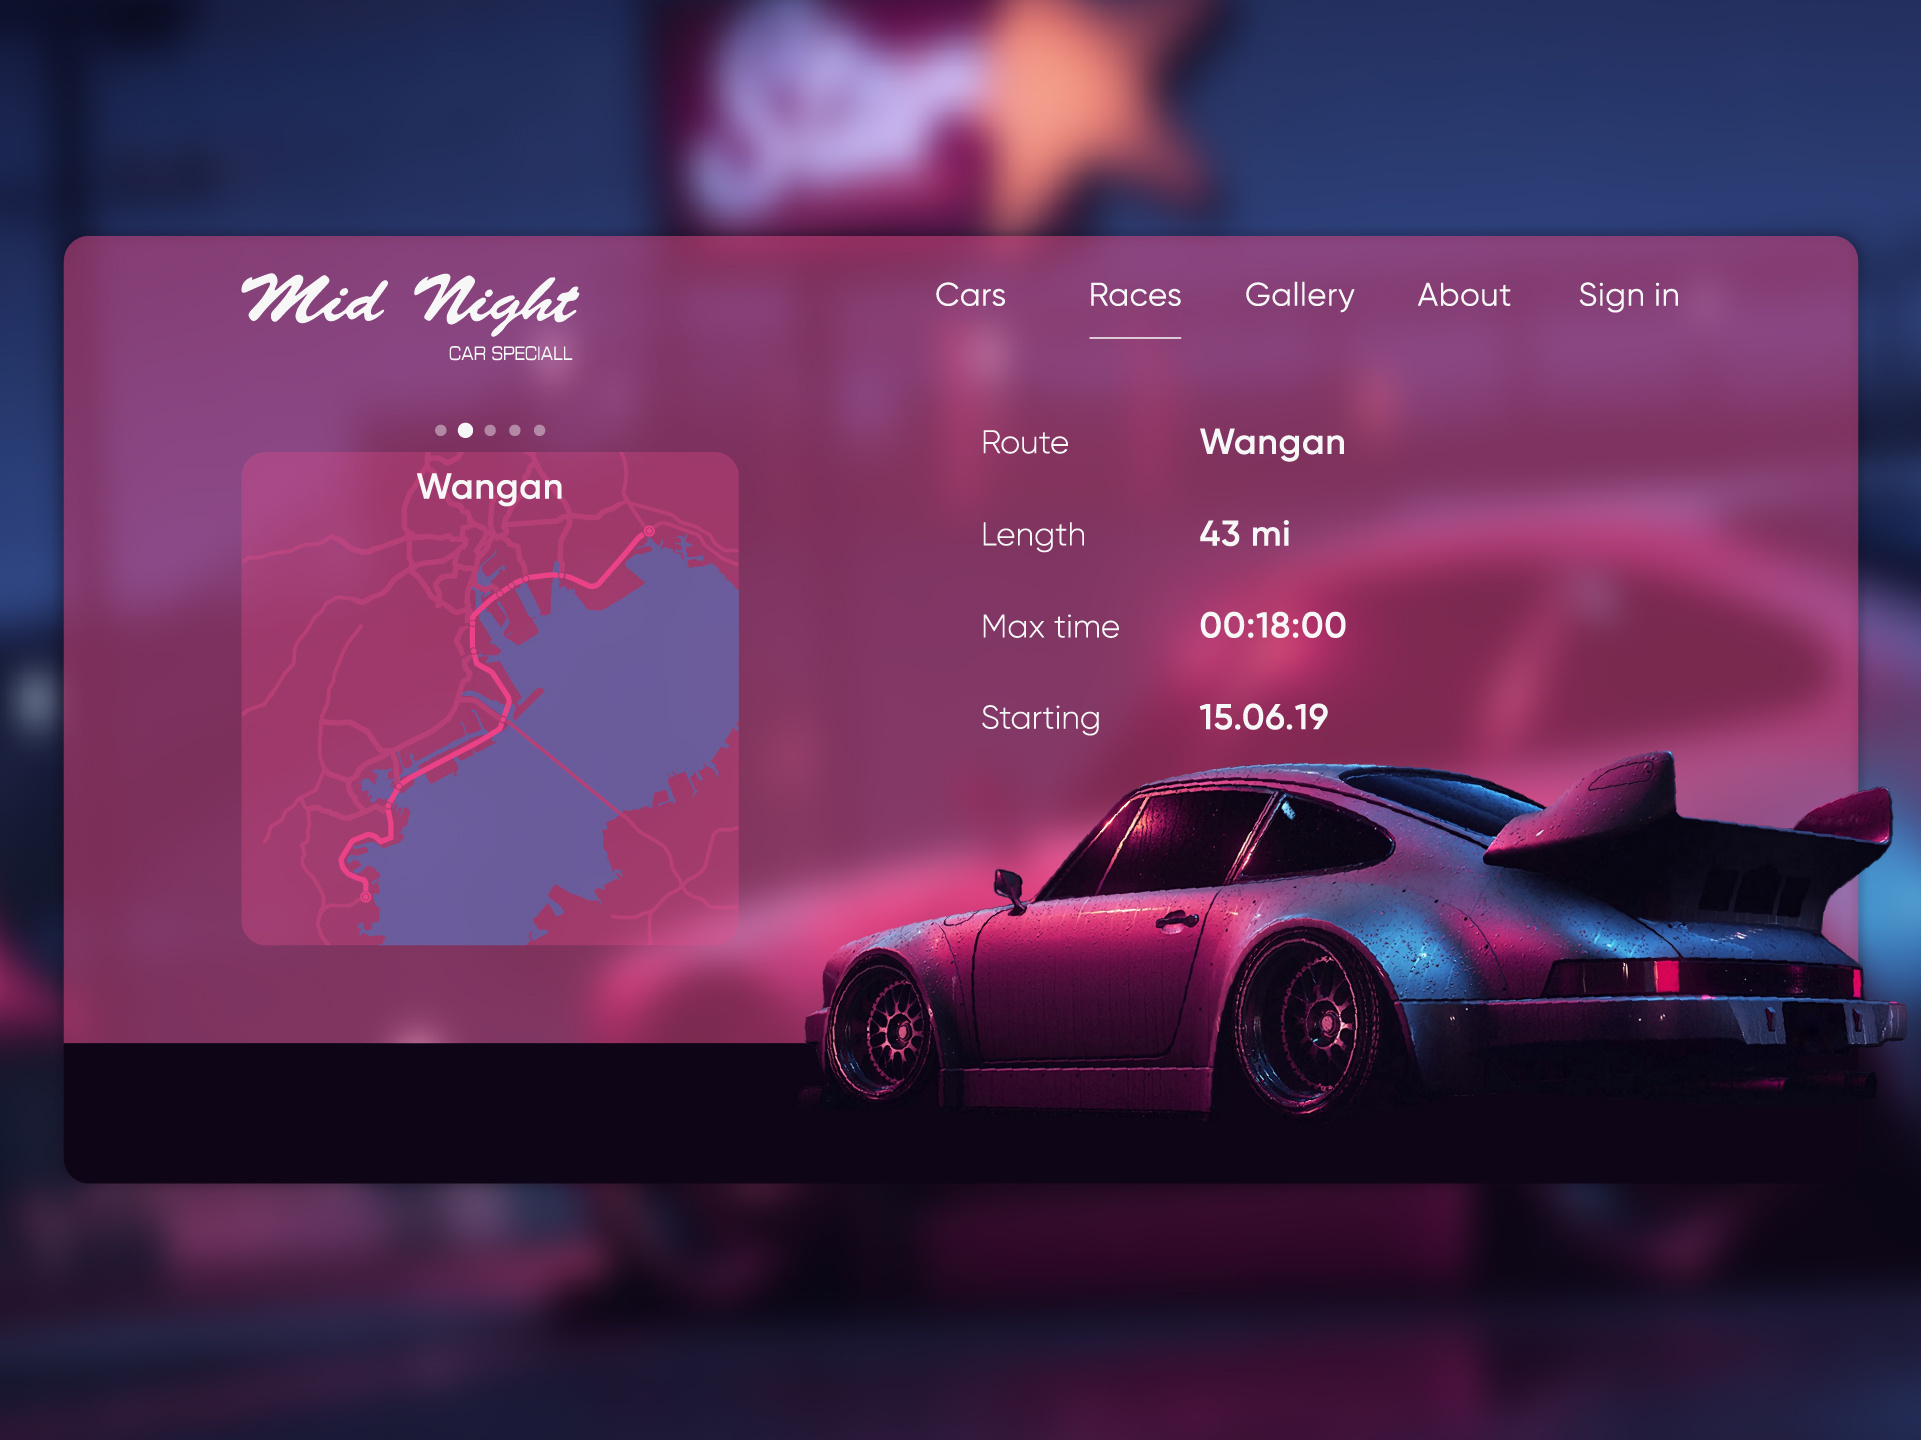 Mid Night
CAR SPECIALL
Cars Races Gallery About Sign in
Wangan
Route Wangan
Length 43 mi
Max time 00:18:00
Starting 15.06.19